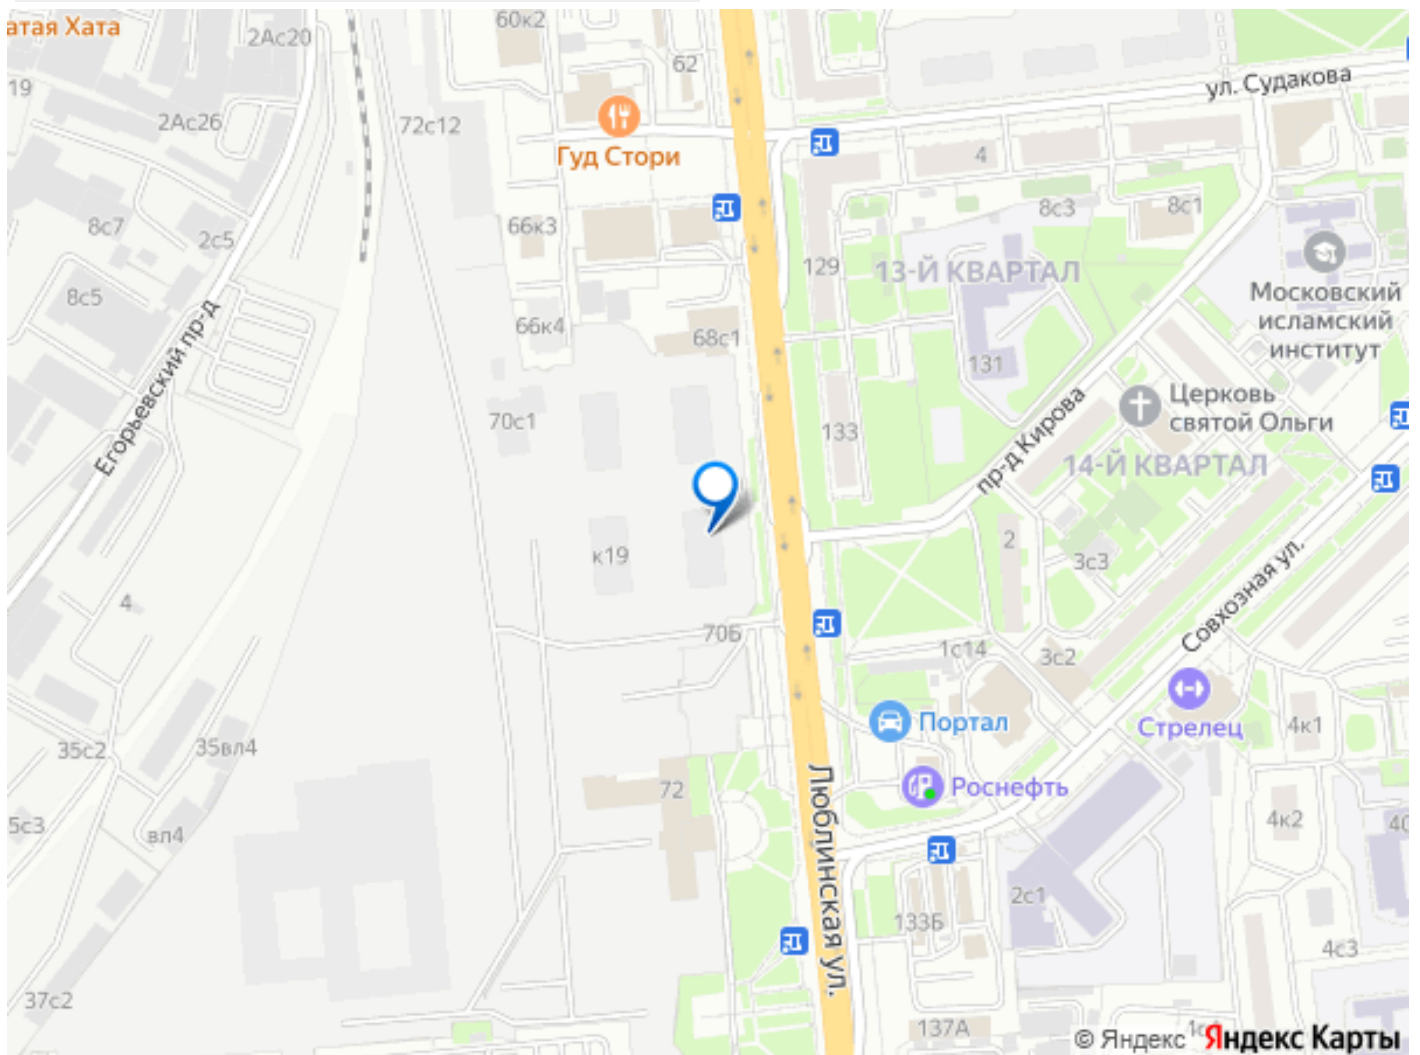 атая Хата
2Ас20
60к2
62
ул. Судакова
19
2Ас26
72с12
Гуд Стори
4
8с7
2с5
66к3
8с3
8с1
129
13-Й КВАРТАЛ
8с5
Московский
исламский
институт
66к4
68с1
131
Егорьевский пр-д
70с1
133
пр-д Кирова
Церковь
святой Ольги
14-Й КВАРТАЛ
к19
2
3с3
4
70Б
1с14
3с2
Совхозная ул.
Портал
Стрелец
4к1
35с2
35вл4
72
Роснефть
Люблинская ул.
5с3
вл4
4к2
40
2с1
133Б
4с3
37с2
137А
© Яндекс
Яндекс Карты